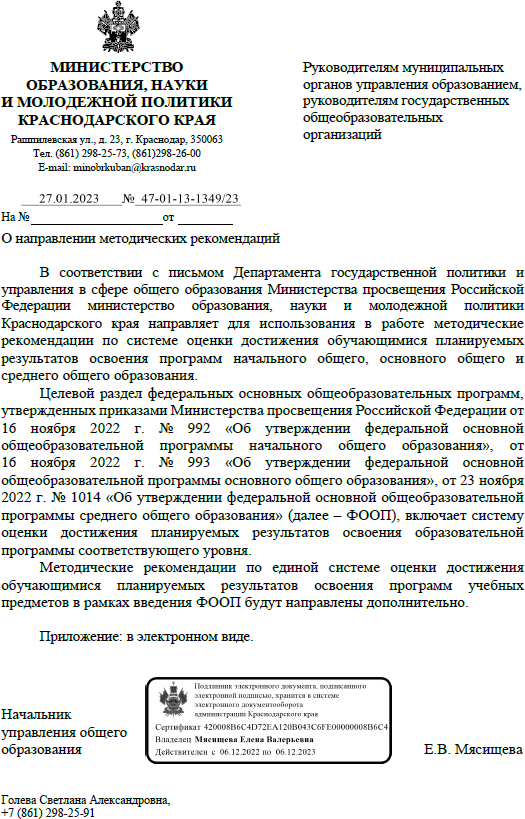 МИНИСТЕРСТВО
ОБРАЗОВАНИЯ, НАУКИ
И МОЛОДЕЖНОЙ ПОЛИТИКИ
КРАСНОДАРСКОГО КРАЯ
Рашпилевская ул., д. 23, г. Краснодар, 350063
Тел. (861) 298-25-73, (861)298-26-00
E-mail: minobrkuban@krasnodar.ru
27.01.2023 № 47-01-13-1349/23
На № от
Руководителям муниципальных
органов управления образованием,
руководителям государственных
общеобразовательных
организаций
О направлении методических рекомендаций
В соответствии с письмом Департамента государственной политики и
управления в сфере общего образования Министерства просвещения Российской
Федерации министерство образования, науки и молодежной политики
Краснодарского края направляет для использования в работе методические
рекомендации по системе оценки достижения обучающимися планируемых
результатов освоения программ начального общего, основного общего и
среднего общего образования.
Целевой раздел федеральных основных общеобразовательных программ,
утвержденных приказами Министерства просвещения Российской Федерации от
16 ноября 2022 г. № 992 «Об утверждении федеральной основной
общеобразовательной программы начального общего образования», от
16 ноября 2022 г. № 993 «Об утверждении федеральной основной
общеобразовательной программы основного общего образования», от 23 ноября
2022 г. № 1014 «Об утверждении федеральной основной общеобразовательной
программы среднего общего образования» (далее – ФООП), включает систему
оценки достижения планируемых результатов освоения образовательной
программы соответствующего уровня.
Методические рекомендации по единой системе оценки достижения
обучающимися планируемых результатов освоения программ учебных
предметов в рамках введения ФООП будут направлены дополнительно.
Приложение: в электронном виде.
Начальник
управления общего
образования
Подлинник электронного документа, подписанного
электронной подписью, хранится в системе
электронного документооборота
администрации Краснодарского края
Сертификат 420008B6C4D72EA120B043C6FE00000008B6C4
Владелец Мясищева Елена Валерьевна
Действителен с 06.12.2022 по 06.12.2023
Е.В. Мясищева
Голева Светлана Александровна,
+7 (861) 298-25-91